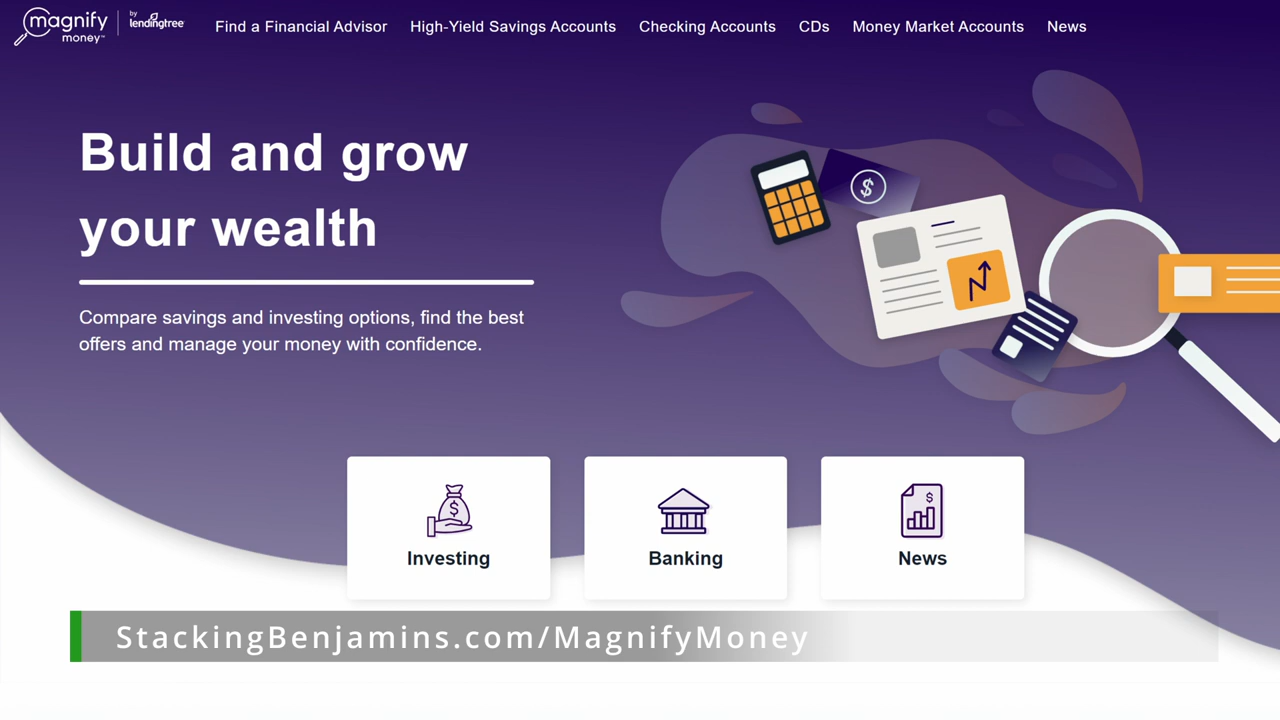 magnify
money™
by
lendingtree
Find a Financial Advisor
High-Yield Savings Accounts
Checking Accounts
CDs
Money Market Accounts
News
Build and grow
your wealth
Compare savings and investing options, find the best
offers and manage your money with confidence.
$
$
$
Investing
Banking
News
StackingBenjamins.com/MagnifyMoney